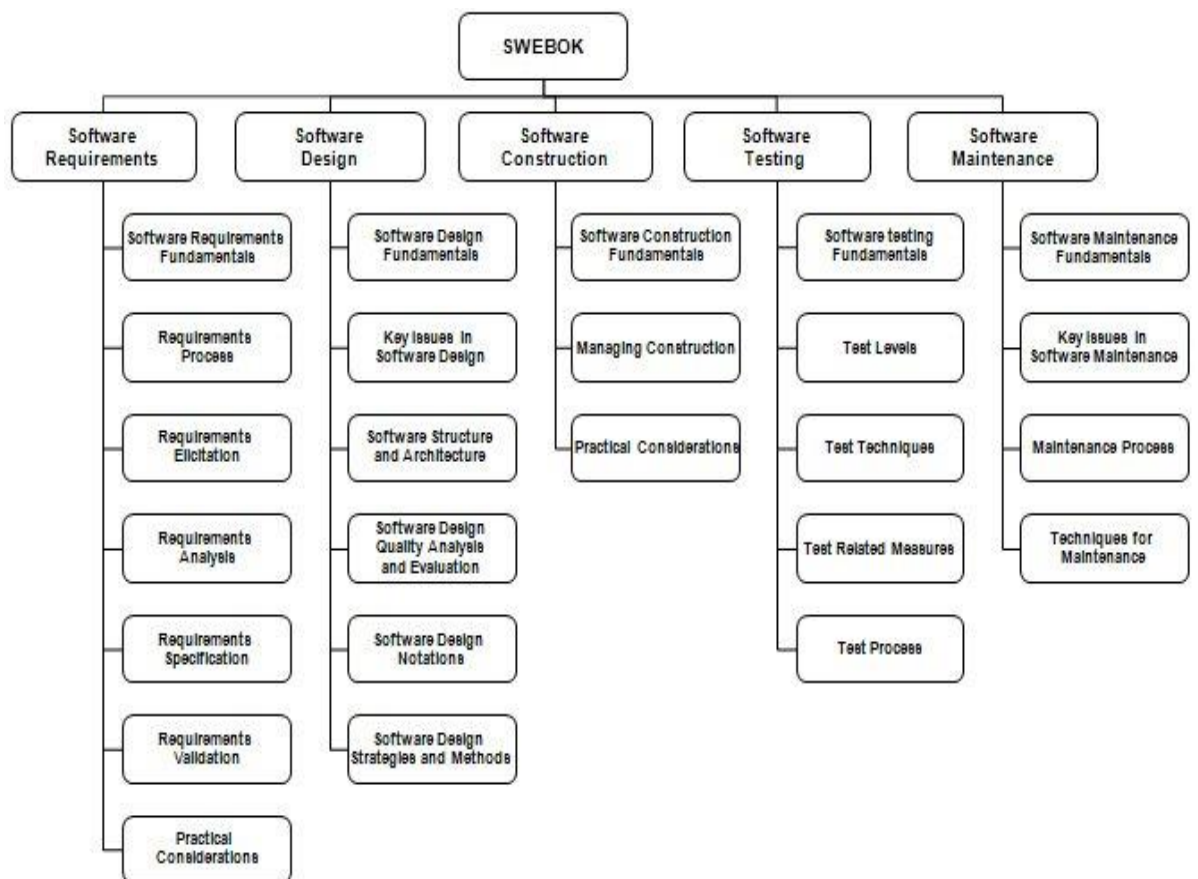 SWEBOK
Software
Requirements
Software
Design
Software
Construction
Software
Testing
Software
Maintenance
Software Requirements
Fundamentals
Requirements
Process
Requirements
Elicitation
Requirements
Analysis
Requirements
Specification
Requirements
Validation
Practical
Considerations
Software Design
Fundamentals
Key Issues in
Software Design
Software Structure
and Architecture
Software Design
Quality Analysis
and Evaluation
Software Design
Notations
Software Design
Strategies and Methods
Software Construction
Fundamentals
Managing Construction
Practical Considerations
Software testing
Fundamentals
Test Levels
Test Techniques
Test Related Measures
Test Process
Software Maintenance
Fundamentals
Key Issues in
Software Maintenance
Maintenance Process
Techniques for
Maintenance